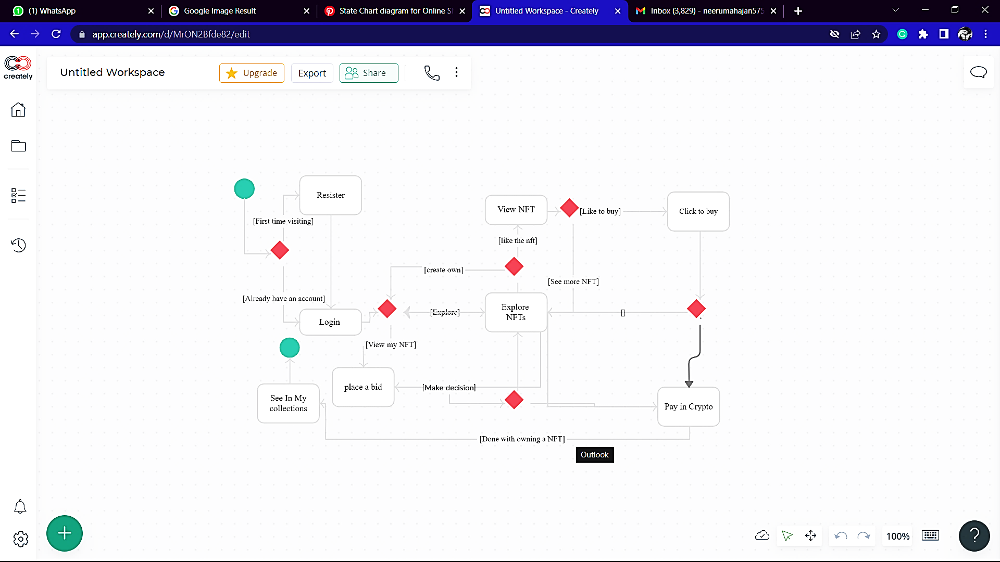 (1) WhatsApp
Google Image Result
State Chart diagram for Online S
Untitled Workspace - Creately
Inbox (3,829) - neerumahajan575
app.creately.com/d/MrON2Bfde82/edit
creately
Untitled Workspace
Upgrade
Export
Share
Resister
[First time visiting]
[Already have an account]
Login
View NFT
[Like to buy]
Click to buy
[like the nft]
[create own]
[See more NFT]
[Explore]
Explore
NFTs
[]
[View my NFT]
place a bid
[Make decision]
See In My
collections
Pay in Crypto
[Done with owning a NFT]
Outlook
100%
?